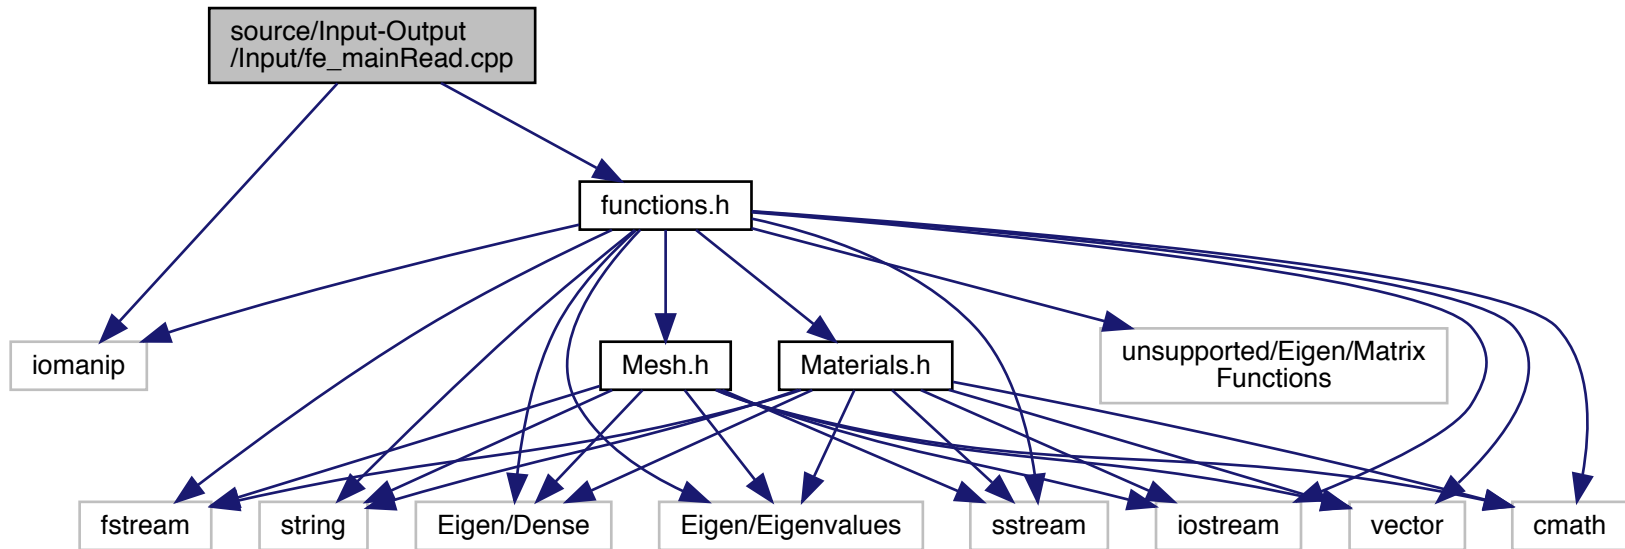 source/Input-Output
/Input/fe_mainRead.cpp
functions.h
iomanip
Mesh.h
Materials.h
unsupported/Eigen/Matrix
Functions
fstream
string
Eigen/Dense
Eigen/Eigenvalues
sstream
iostream
vector
cmath